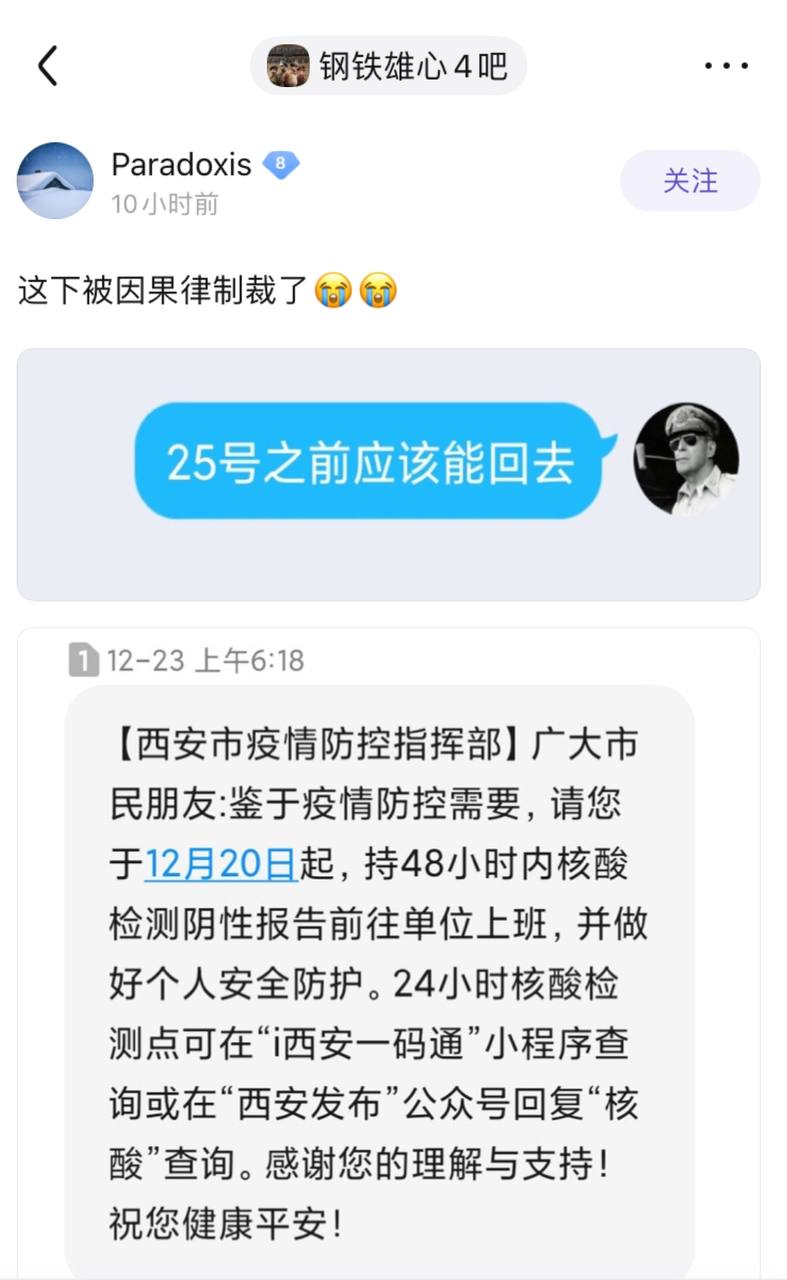 钢铁雄心4吧
Paradoxis 8
10小时前
关注
这下被因果律制裁了😭😭
25号之前应该能回去
1 12-23 上午6:18
【西安市疫情防控指挥部】广大市
民朋友:鉴于疫情防控需要，请您
于12月20日起，持48小时内核酸
检测阴性报告前往单位上班，并做
好个人安全防护。24小时核酸检
测点可在“i西安一码通”小程序查
询或在“西安发布”公众号回复“核
酸”查询。感谢您的理解与支持！
祝您健康平安！